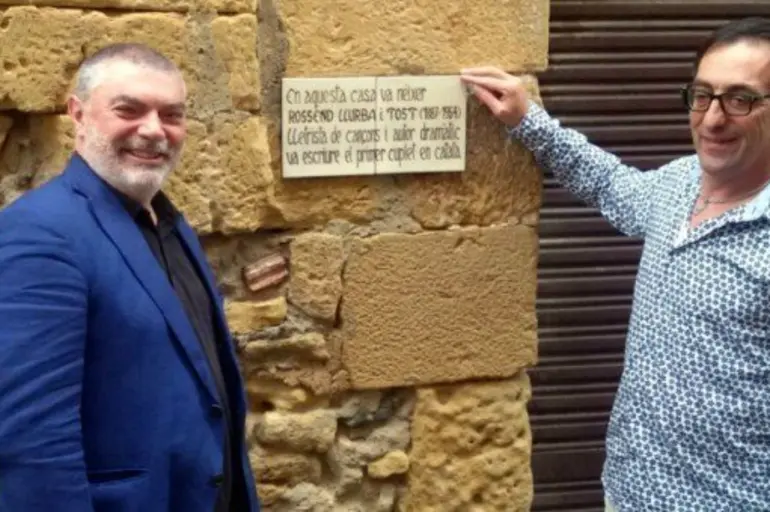 En aquesta casa va néixer
ROSSEND LLURBA i TOST (1887-1954)
Lletrista de cançons i autor dramàtic
va escriure el primer cuplet en català